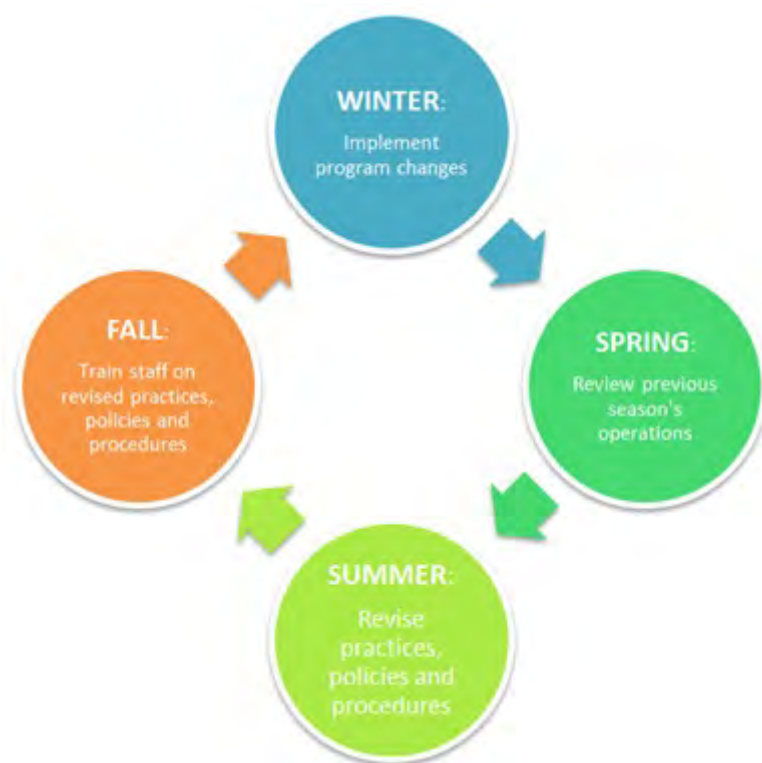 WINTER:
Implement
program changes
SPRING:
Review previous
season's
operations
SUMMER:
Revise
practices,
policies and
procedures
FALL:
Train staff on
revised practices,
policies and
procedures